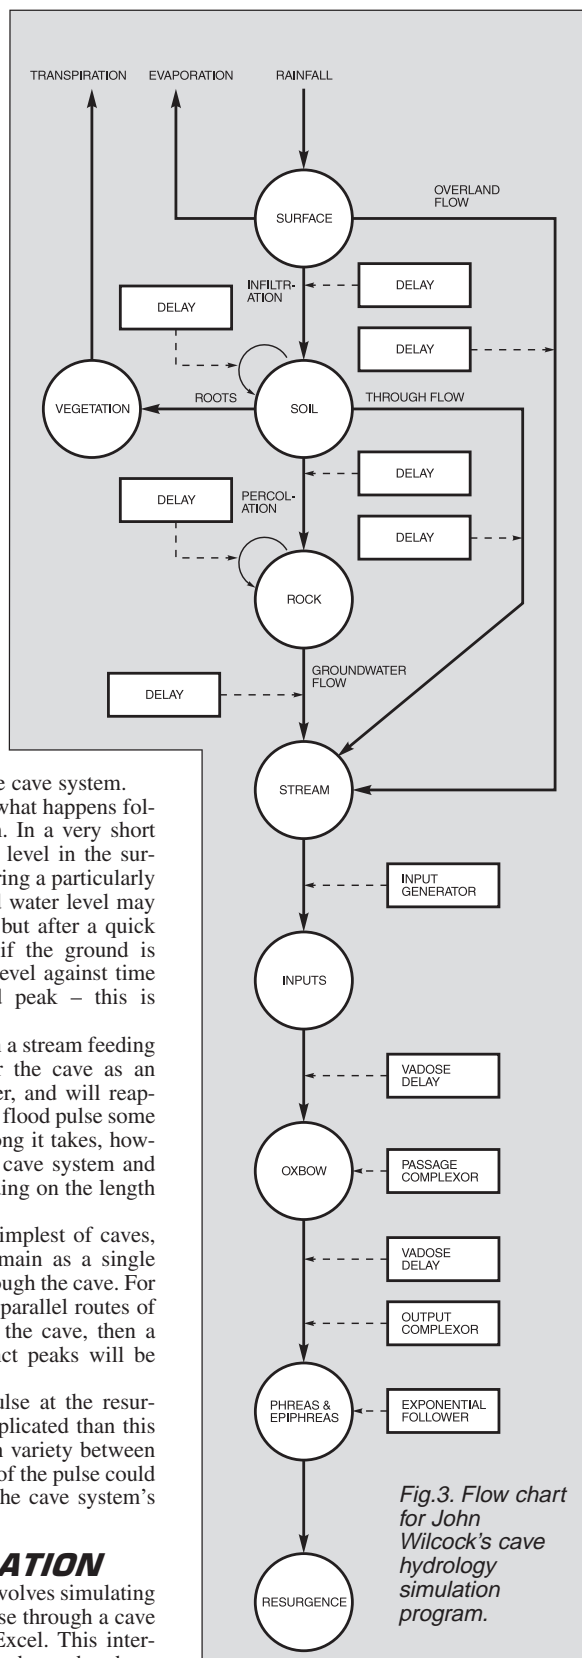 TRANSPIRATION EVAPORATION RAINFALL
OVERLAND
FLOW
SURFACE
INFILTR-
ATION
DELAY
DELAY
DELAY
VEGETATION
ROOTS
SOIL
THROUGH FLOW
DELAY
PERCOL-
ATION
DELAY
DELAY
ROCK
GROUNDWATER
FLOW
DELAY
STREAM
INPUT
GENERATOR
INPUTS
VADOSE
DELAY
OXBOW
PASSAGE
COMPLEXOR
VADOSE
DELAY
OUTPUT
COMPLEXOR
PHREAS &
EPIPHREAS
EXPONENTIAL
FOLLOWER
RESURGENCE
Fig.3. Flow chart
for John
Wilcock's cave
hydrology
simulation
program.
e cave system.
what happens fol-
In a very short
level in the sur-
ring a particularly
water level may
but after a quick
if the ground is
evel against time
peak – this is
a stream feeding
the cave as an
er, and will reap-
flood pulse some
ong it takes, how-
cave system and
ding on the length
implest of caves,
main as a single
ough the cave. For
parallel routes of
the cave, then a
nct peaks will be
ulse at the resur-
plicated than this
variety between
of the pulse could
he cave system's
ATION
volves simulating
se through a cave
Excel. This inter-